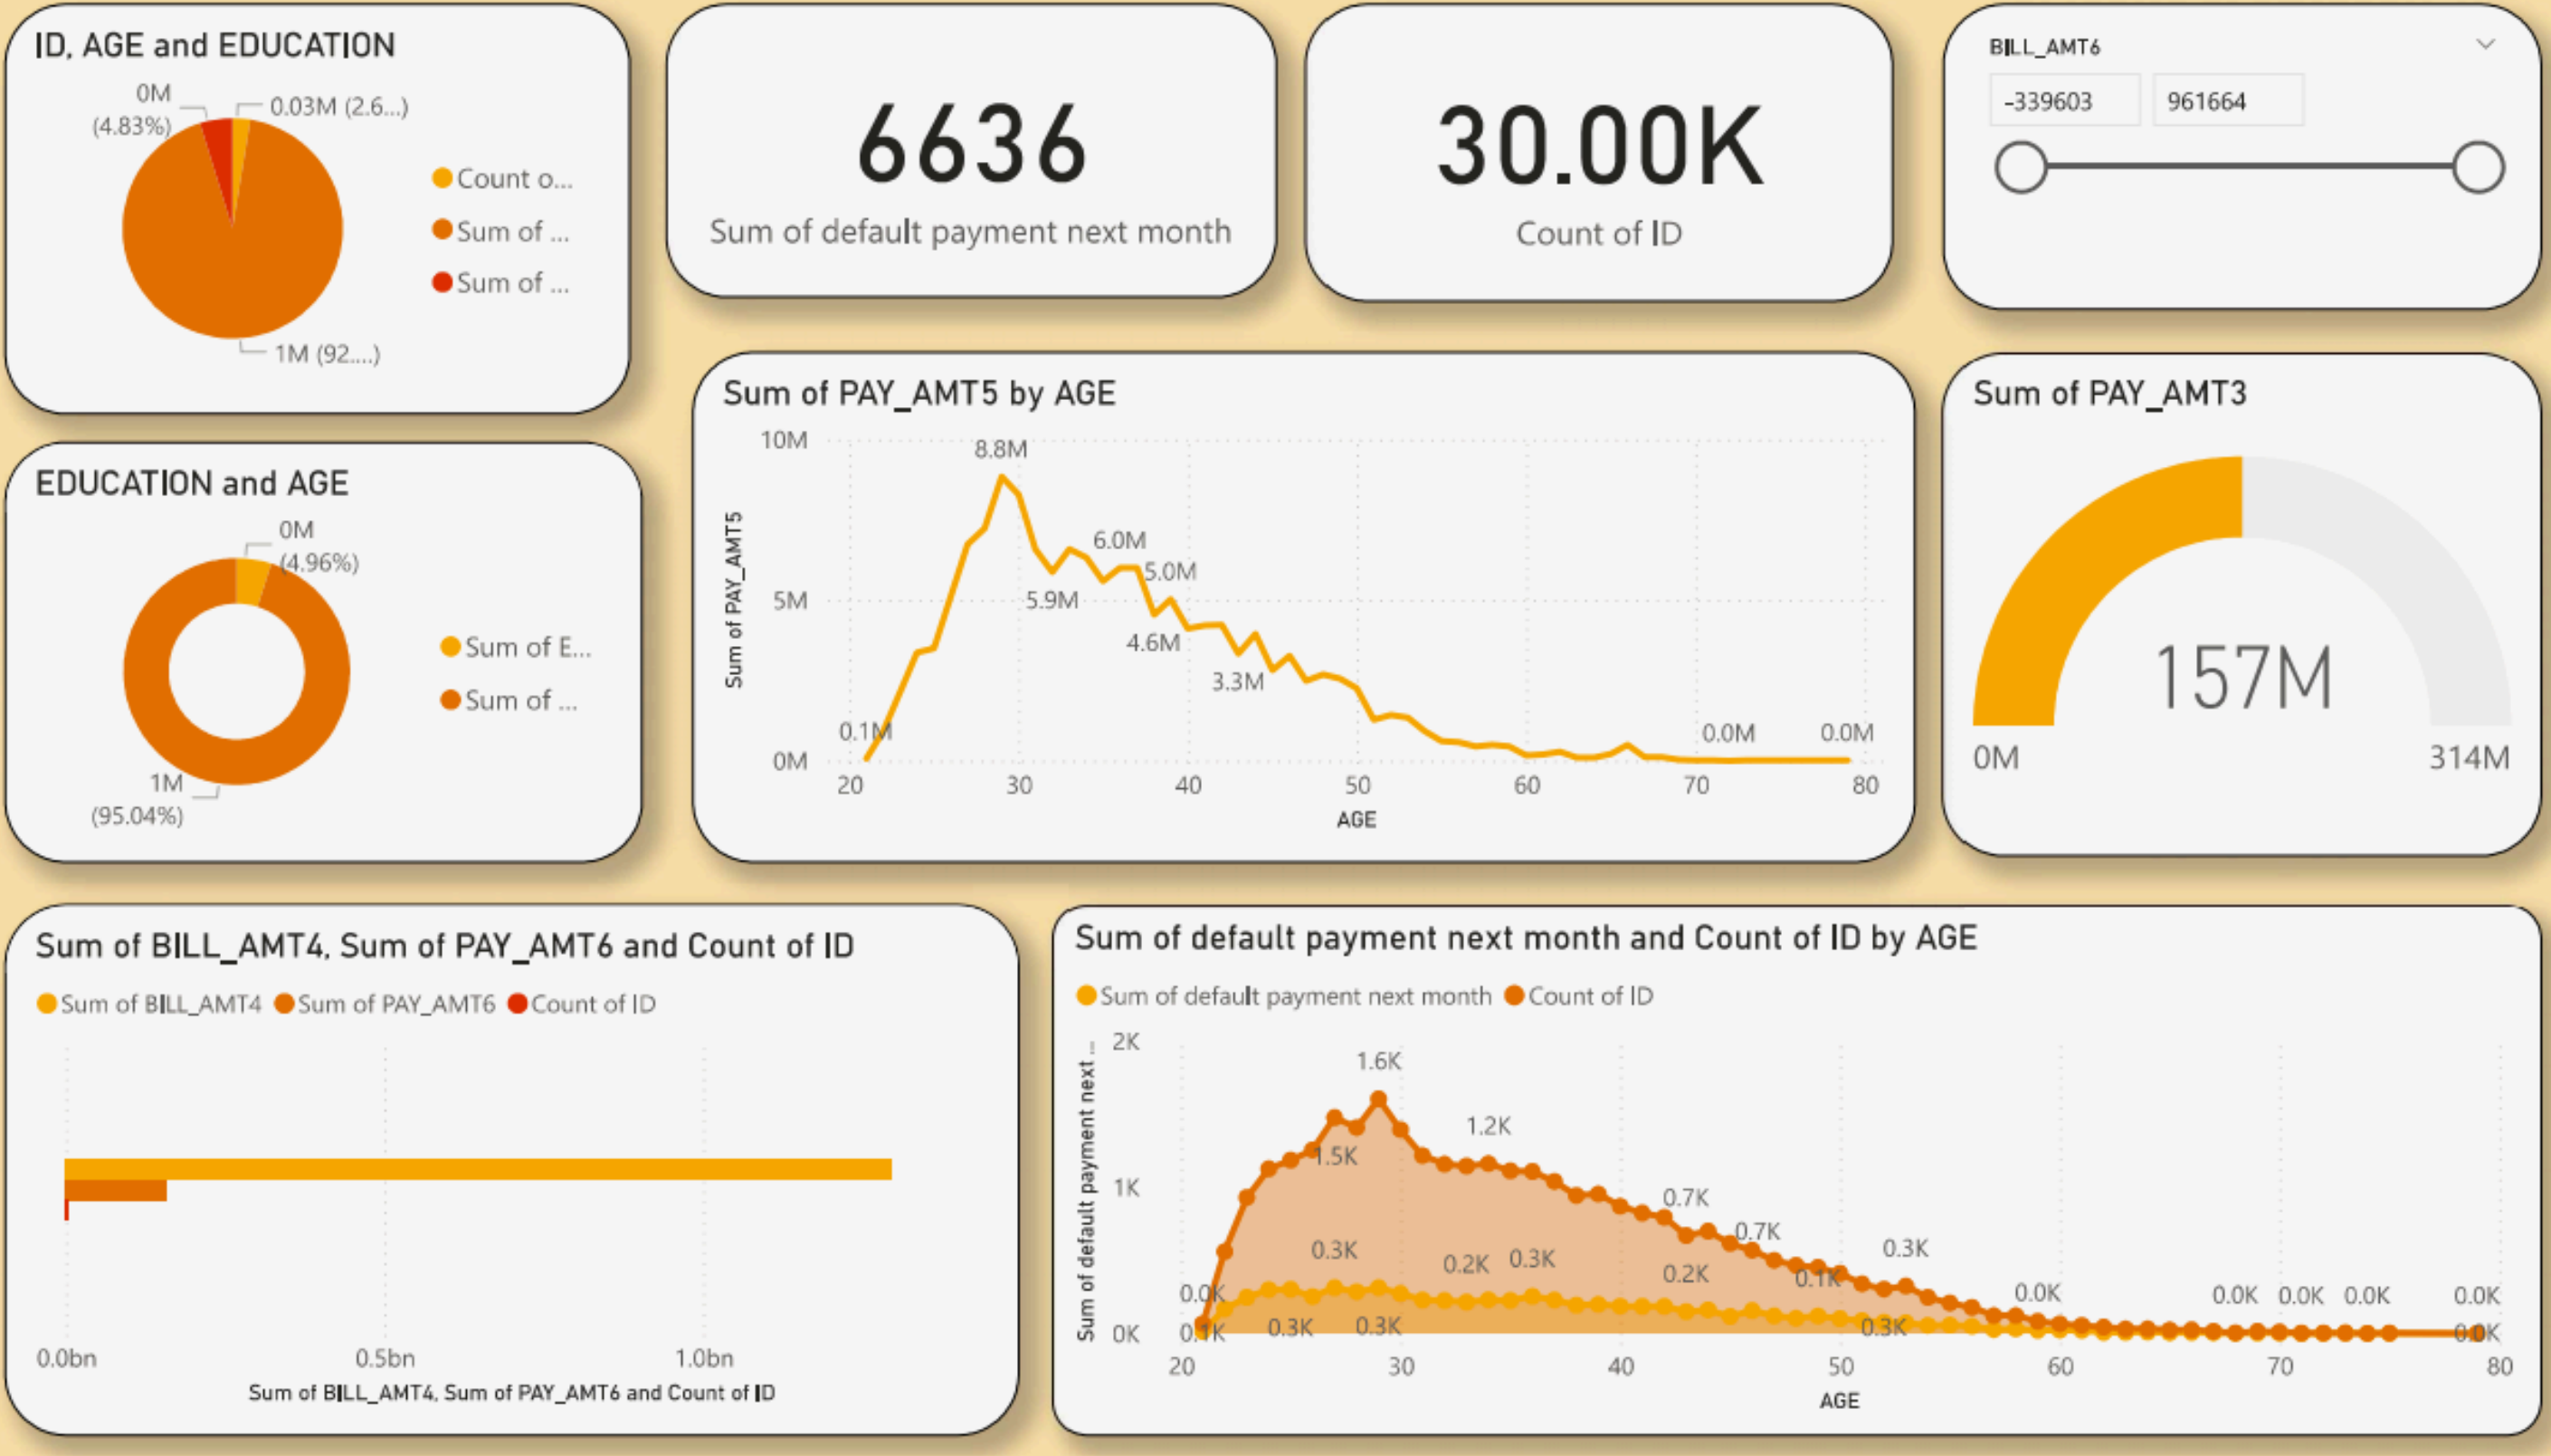 ID, AGE and EDUCATION
0M
(4.83%)
0.03M (2.6...)
Count o...
Sum of ...
Sum of ...
1M (92....)
6636
Sum of default payment next month
30.00K
Count of ID
BILL_AMT6
-339603
961664
EDUCATION and AGE
0M
(4.96%)
Sum of E...
Sum of ...
1M
(95.04%)
Sum of PAY_AMT5 by AGE
Sum of PAY_AMT5
10M
5M
0M
8.8M
6.0M
5.0M
5.9M
4.6M
3.3M
0.1M
0.0M
0.0M
20 30 40 50 60 70 80
AGE
Sum of PAY_AMT3
157M
0M
314M
Sum of BILL_AMT4, Sum of PAY_AMT6 and Count of ID
Sum of BILL_AMT4 Sum of PAY_AMT6 Count of ID
0.0bn 0.5bn 1.0bn
Sum of BILL_AMT4, Sum of PAY_AMT6 and Count of ID
Sum of default payment next month and Count of ID by AGE
Sum of default payment next month Count of ID
Sum of default payment next ...
2K
1K
0K
1.6K
1.2K
1.5K
0.7K
0.7K
0.3K
0.3K
0.2K
0.3K
0.2K
0.1K
0.0K
0.0K
0.0K
0.0K
0.0K
0.0K
0.1K
0.3K
0.3K
0.3K
0.0K
20 30 40 50 60 70 80
AGE